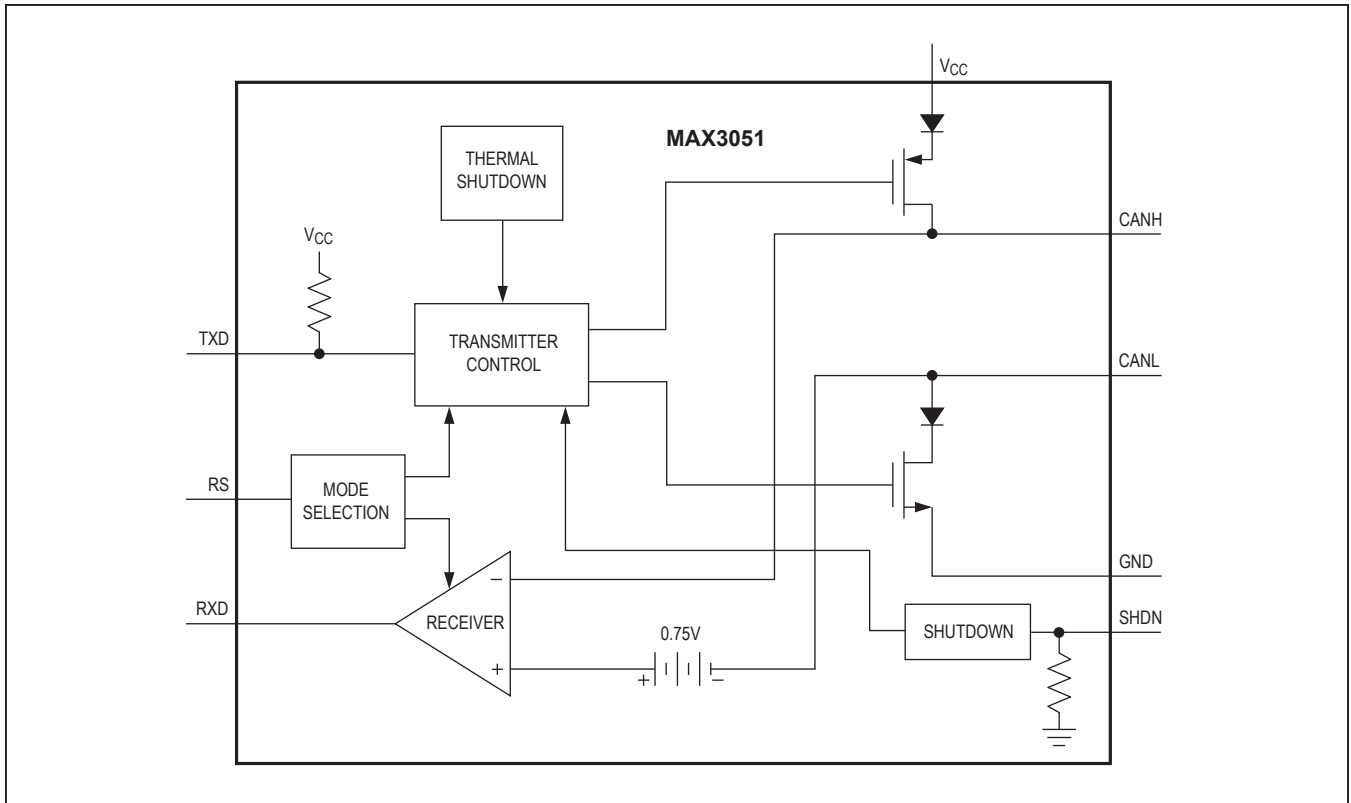 VCC
MAX3051
THERMAL
SHUTDOWN
VCC
CANH
TXD
TRANSMITTER
CONTROL
CANL
RS
MODE
SELECTION
GND
RXD
−
RECEIVER
+
0.75V
+
−
SHUTDOWN
SHDN